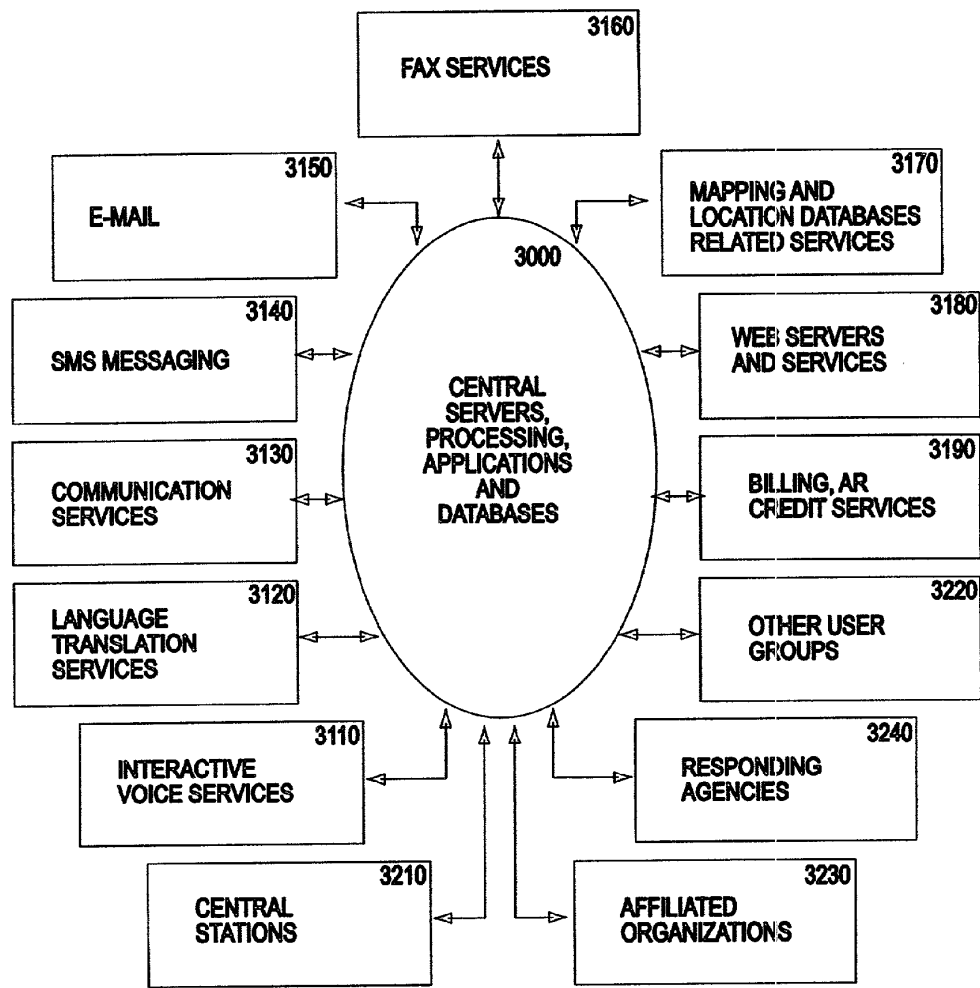 3160
FAX SERVICES
3150
E-MAIL
3170
MAPPING AND
LOCATION DATABASES
RELATED SERVICES
3000
CENTRAL
SERVERS,
PROCESSING,
APPLICATIONS
AND
DATABASES
3140
SMS MESSAGING
3180
WEB SERVERS
AND SERVICES
3130
COMMUNICATION
SERVICES
3190
BILLING, AR
CREDIT SERVICES
3120
LANGUAGE
TRANSLATION
SERVICES
3220
OTHER USER
GROUPS
3110
INTERACTIVE
VOICE SERVICES
3240
RESPONDING
AGENCIES
3210
CENTRAL
STATIONS
3230
AFFILIATED
ORGANIZATIONS